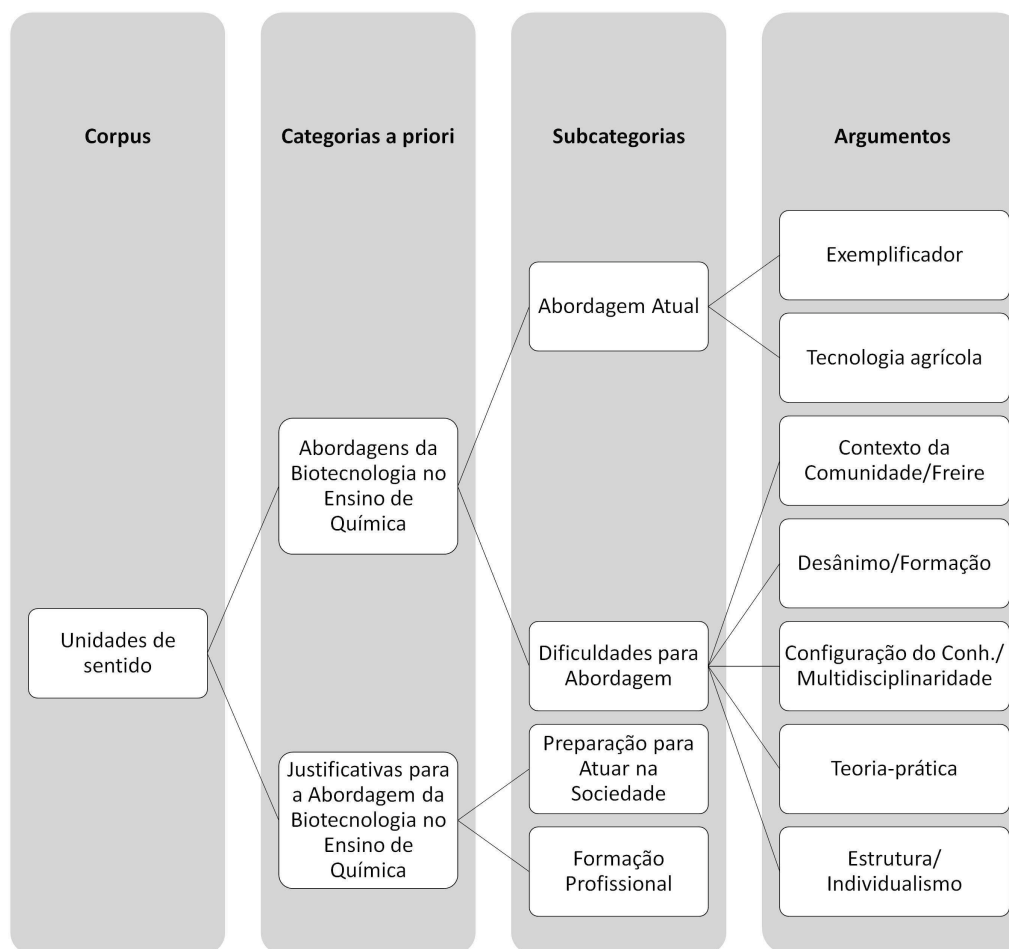 Corpus
Categorias a priori
Subcategorias
Argumentos
Unidades de
sentido
Abordagens da
Biotecnologia no
Ensino de
Química
Justificativas para
a Abordagem da
Biotecnologia no
Ensino de
Química
Abordagem Atual
Dificuldades para
Abordagem
Preparação para
Atuar na
Sociedade
Formação
Profissional
Exemplificador
Tecnologia agrícola
Contexto da
Comunidade/Freire
Desânimo/Formação
Configuração do Conh./
Multidisciplinaridade
Teoria-prática
Estrutura/
Individualismo